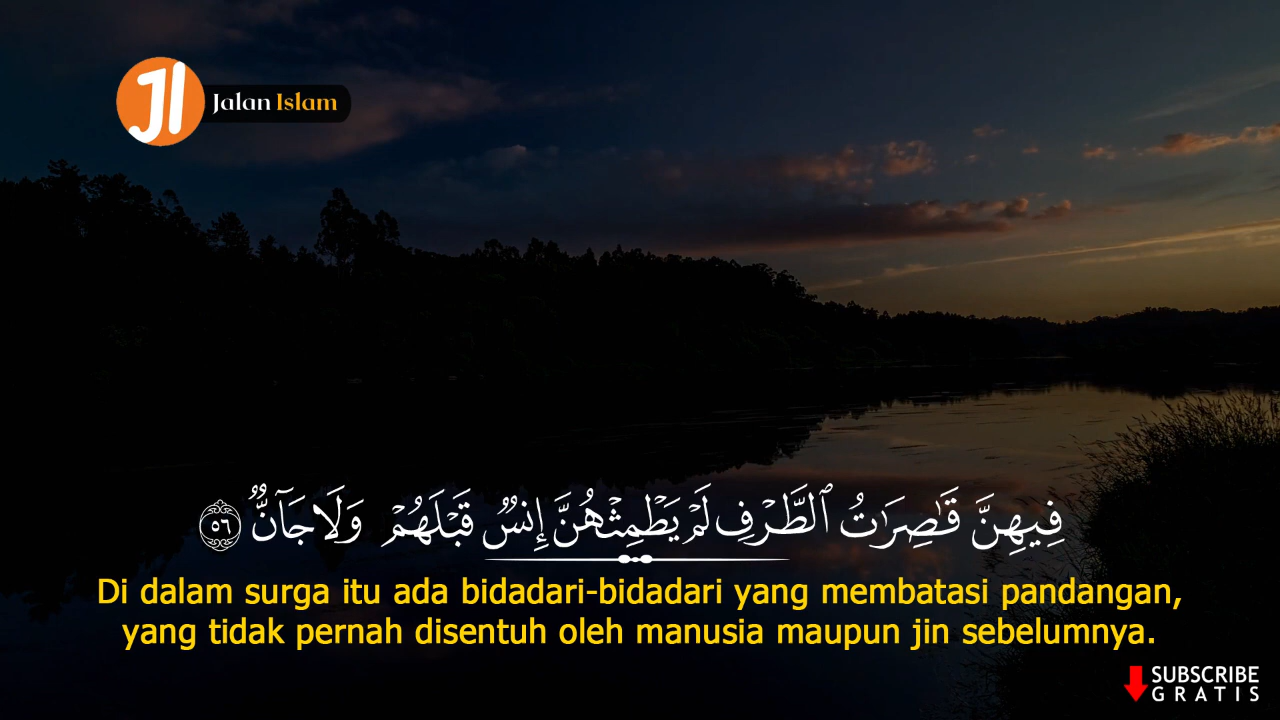 JI
Jalan Islam
فِيهِنَّ قَٰصِرَٰتُ ٱلطَّرْفِ لَمْ يَطْمِثْهُنَّ إِنسٌ قَبْلَهُمْ وَلَا جَآنٌّ ٥٦
Di dalam surga itu ada bidadari-bidadari yang membatasi pandangan,
yang tidak pernah disentuh oleh manusia maupun jin sebelumnya.
SUBSCRIBE
GRATIS